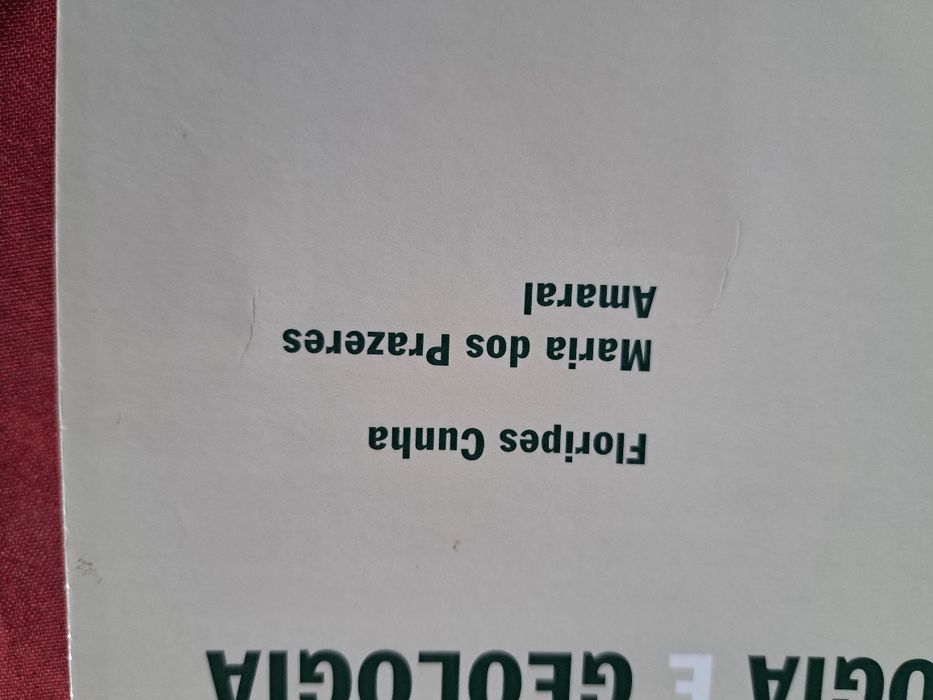 OGIA E GEOLOGIA
Floripes Cunha
Maria dos Prazeres
Amaral